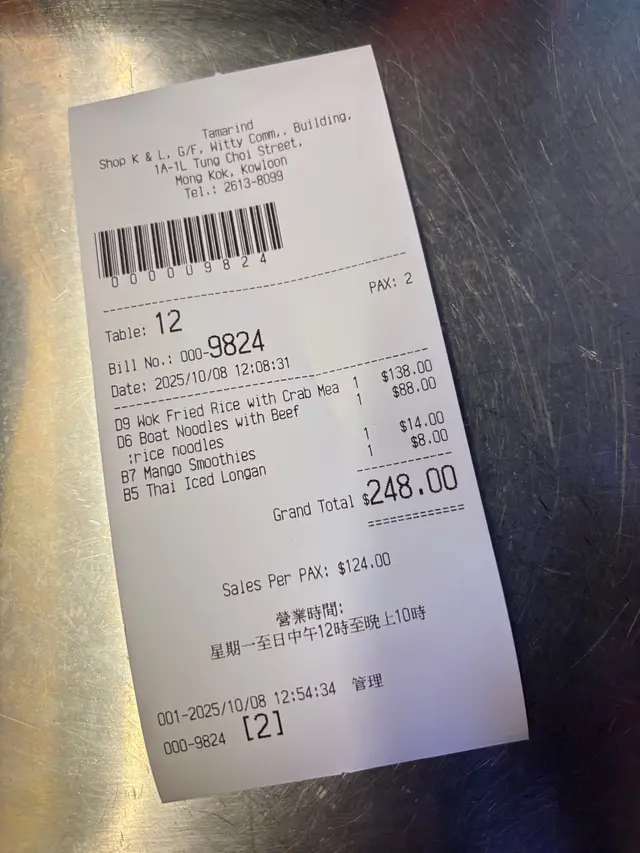 Tamarind
Shop K & L, G/F, Witty Comm,. Building,
1A-1L Tung Choi Street,
Mong Kok, Kowloon
Tel.: 2613-8099
00009824
PAX: 2
Table: 12
Bill No.: 000-9824
Date: 2025/10/08 12:08:31
D9 Wok Fried Rice with Crab Mea 1 $138.00
D6 Boat Noodles with Beef 1 $88.00
:rice noodles
B7 Mango Smoothies 1 $14.00
B5 Thai Iced Longan 1 $8.00
Grand Total $248.00
Sales Per PAX: $124.00
營業時間:
星期一至日中午12時至晚上10時
001-2025/10/08 12:54:34 管理
000-9824 [2]